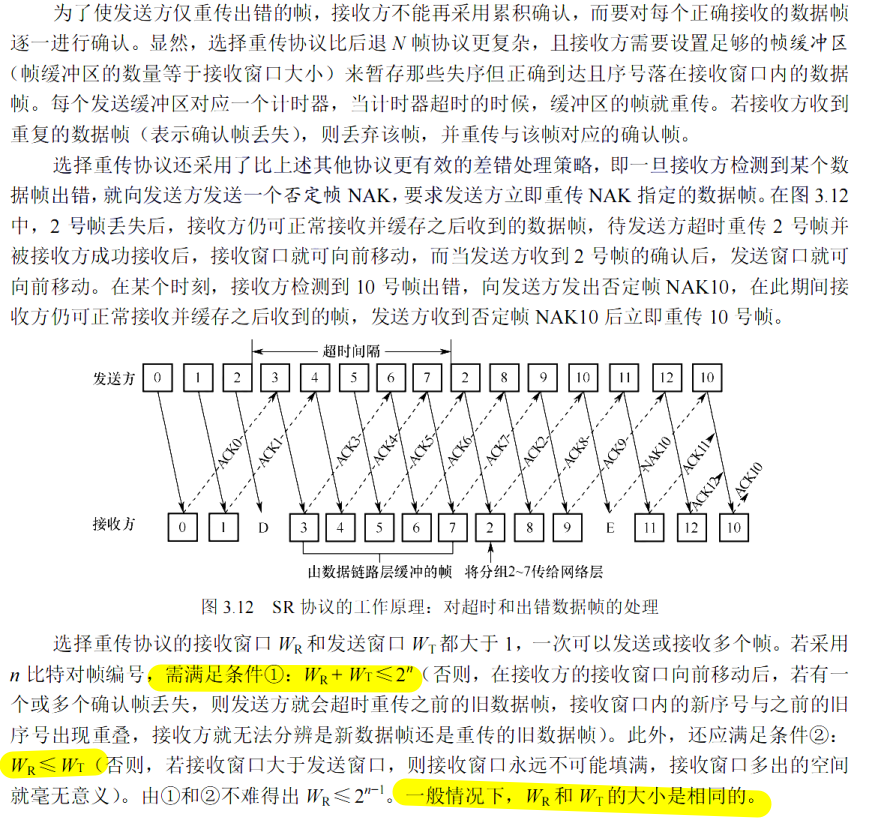 为了使发送方仅重传出错的帧，接收方不能再采用累积确认，而要对每个正确接收的数据帧
逐一进行确认。显然，选择重传协议比后退 N 帧协议更复杂，且接收方需要设置足够的帧缓冲区
（帧缓冲区的数量等于接收窗口大小）来暂存那些失序但正确到达且序号落在接收窗口内的数据
帧。每个发送缓冲区对应一个计时器，当计时器超时的时候，缓冲区的帧就重传。若接收方收到
重复的数据帧（表示确认帧丢失），则丢弃该帧，并重传与该帧对应的确认帧。
选择重传协议还采用了比上述其他协议更有效的差错处理策略，即一旦接收方检测到某个数
据帧出错，就向发送方发送一个否定帧 NAK，要求发送方立即重传 NAK 指定的数据帧。在图 3.12
中，2 号帧丢失后，接收方仍可正常接收并缓存之后收到的数据帧，待发送方超时重传 2 号帧并
被接收方成功接收后，接收窗口就可向前移动，而当发送方收到 2 号帧的确认后，发送窗口就可
向前移动。在某个时刻，接收方检测到 10 号帧出错，向发送方发出否定帧 NAK10，在此期间接
收方仍可正常接收并缓存之后收到的帧，发送方收到否定帧 NAK10 后立即重传 10 号帧。
超时间隔
发送方 0 1 2 3 4 5 6 7 2 8 9 10 11 12 10
ACK0 ACK1 ACK3 ACK4 ACK5 ACK6 ACK7 ACK2 ACK8 ACK9 NAK10 ACK11 ACK12 ACK10
接收方 0 1 D 3 4 5 6 7 2 8 9 E 11 12 10
由数据链路层缓冲的帧 将分组2~7传给网络层
图 3.12 SR 协议的工作原理：对超时和出错数据帧的处理
选择重传协议的接收窗口 WR 和发送窗口 WT 都大于 1，一次可以发送或接收多个帧。若采用
n 比特对帧编号，需满足条件①：WR + WT ≤ 2ⁿ（否则，在接收方的接收窗口向前移动后，若有一
个或多个确认帧丢失，则发送方就会超时重传之前的旧数据帧，接收窗口内的新序号与之前的旧
序号出现重叠，接收方就无法分辨是新数据帧还是重传的旧数据帧）。此外，还应满足条件②：
WR ≤ WT（否则，若接收窗口大于发送窗口，则接收窗口永远不可能填满，接收窗口多出的空间
就毫无意义）。由①和②不难得出 WR ≤ 2ⁿ⁻¹。一般情况下，WR 和 WT 的大小是相同的。